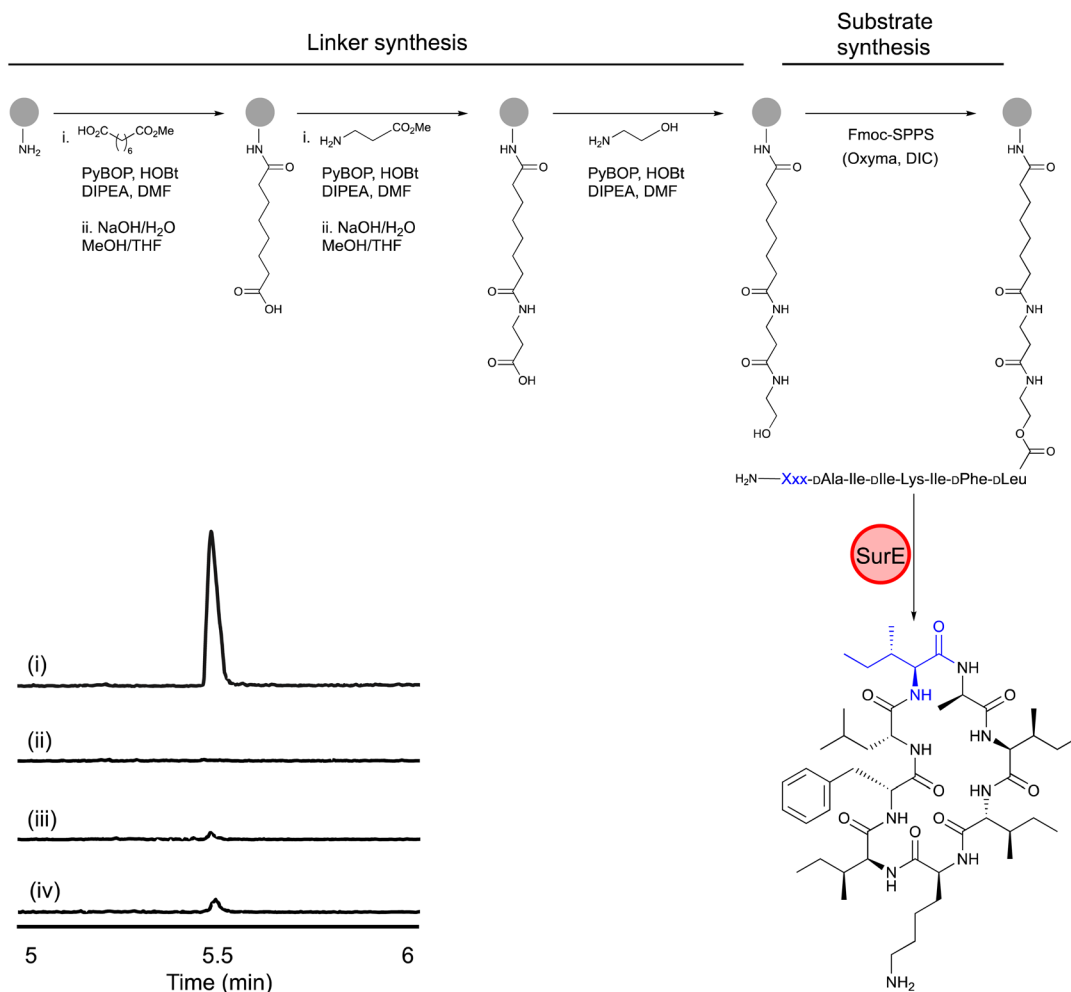 Linker synthesis
Substrate
synthesis
NH2
i.
HO2C
CO2Me
6
PyBOP, HOBt
DIPEA, DMF
ii. NaOH/H2O
MeOH/THF
HN
O
O
OH
i.
H2N
CO2Me
PyBOP, HOBt
DIPEA, DMF
ii. NaOH/H2O
MeOH/THF
HN
O
O
NH
O
OH
H2N
OH
PyBOP, HOBt
DIPEA, DMF
HN
O
O
NH
O
NH
HO
Fmoc-SPPS
(Oxyma, DIC)
HN
O
O
NH
O
NH
O
O
H2N—Xxx-DAla-Ile-DIle-Lys-Ile-DPhe-DLeu
SurE
O
NH
O
NH
O
NH
NH
O
O
O
NH
NH
O
O
O
NH
NH
NH2
(i)
(ii)
(iii)
(iv)
5
5.5
6
Time (min)